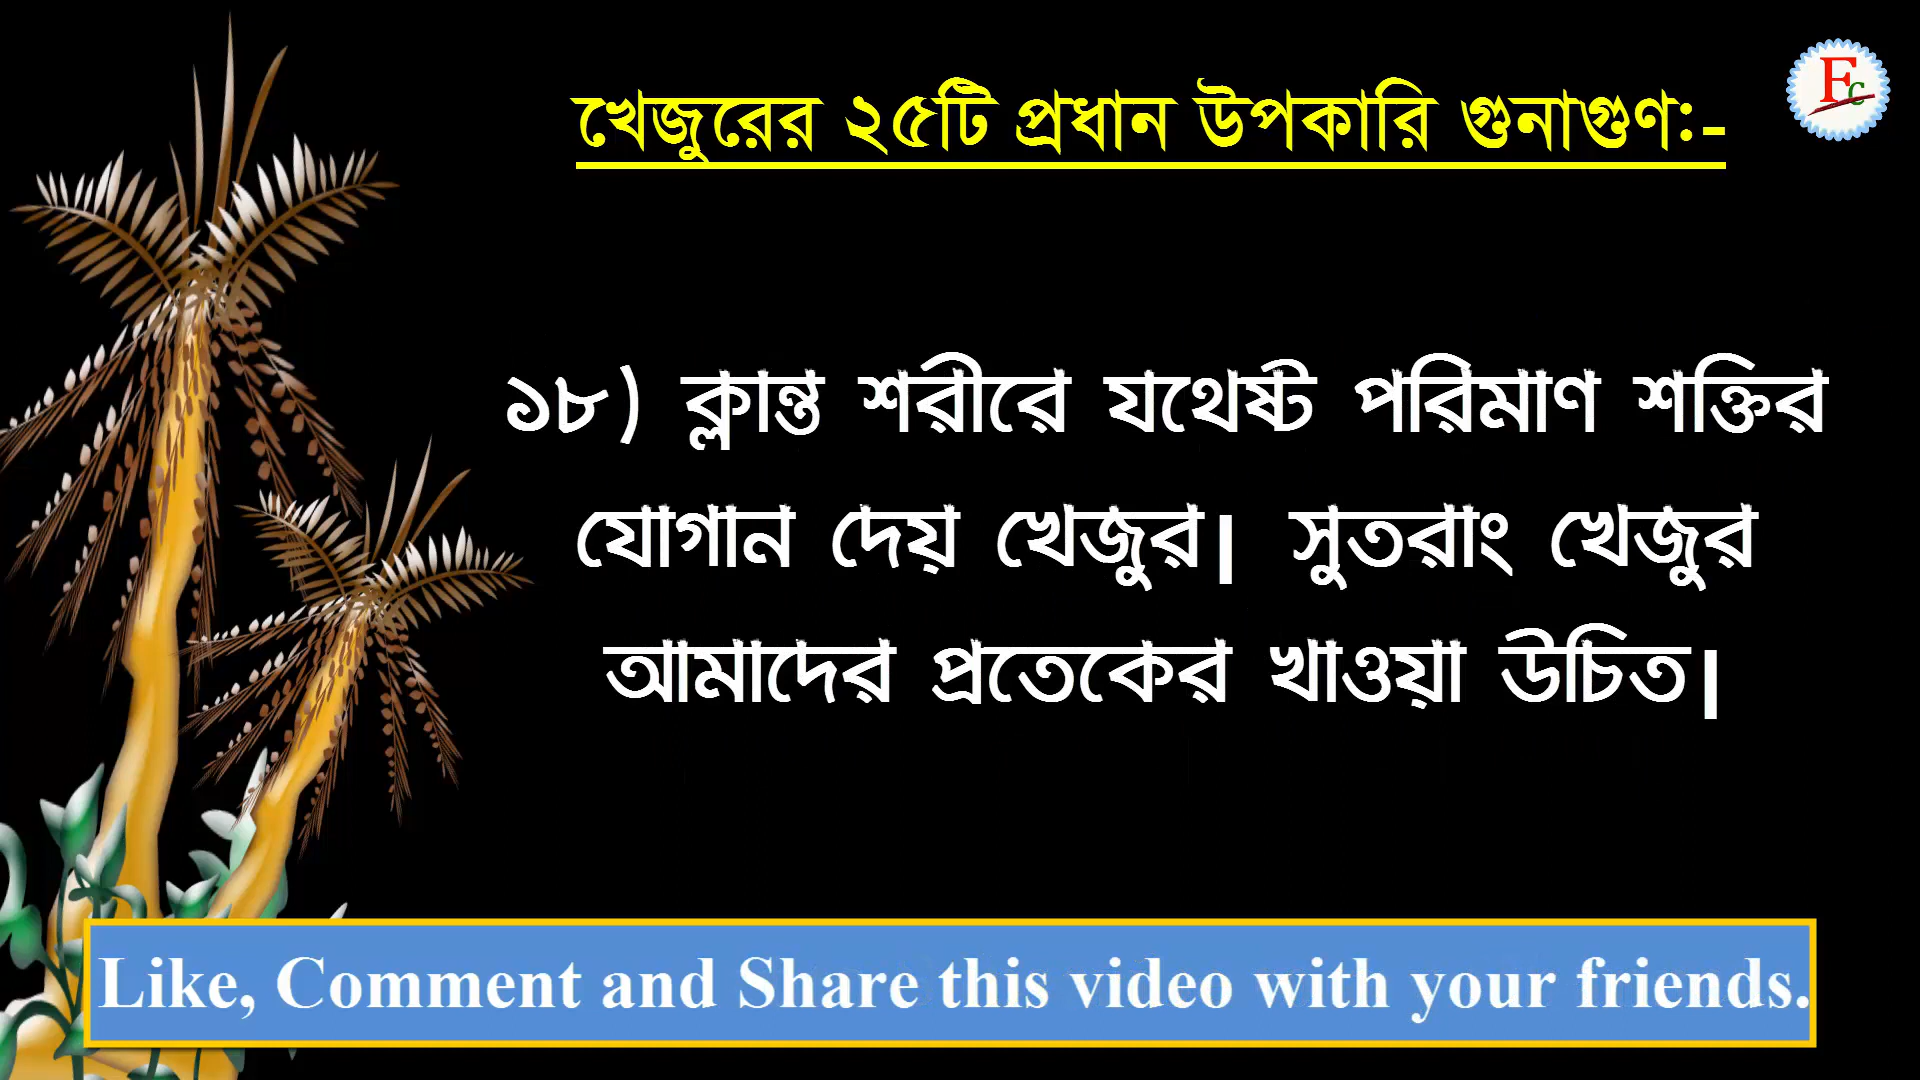 খেজুরের ২৫টি প্রধান উপকারি গুনাগুণঃ-
Fc
১৮) ক্লান্ত শরীরে যথেষ্ট পরিমাণ শক্তির
যোগান দেয় খেজুর। সুতরাং খেজুর
আমাদের প্রতেকের খাওয়া উচিত।
Like, Comment and Share this video with your friends.